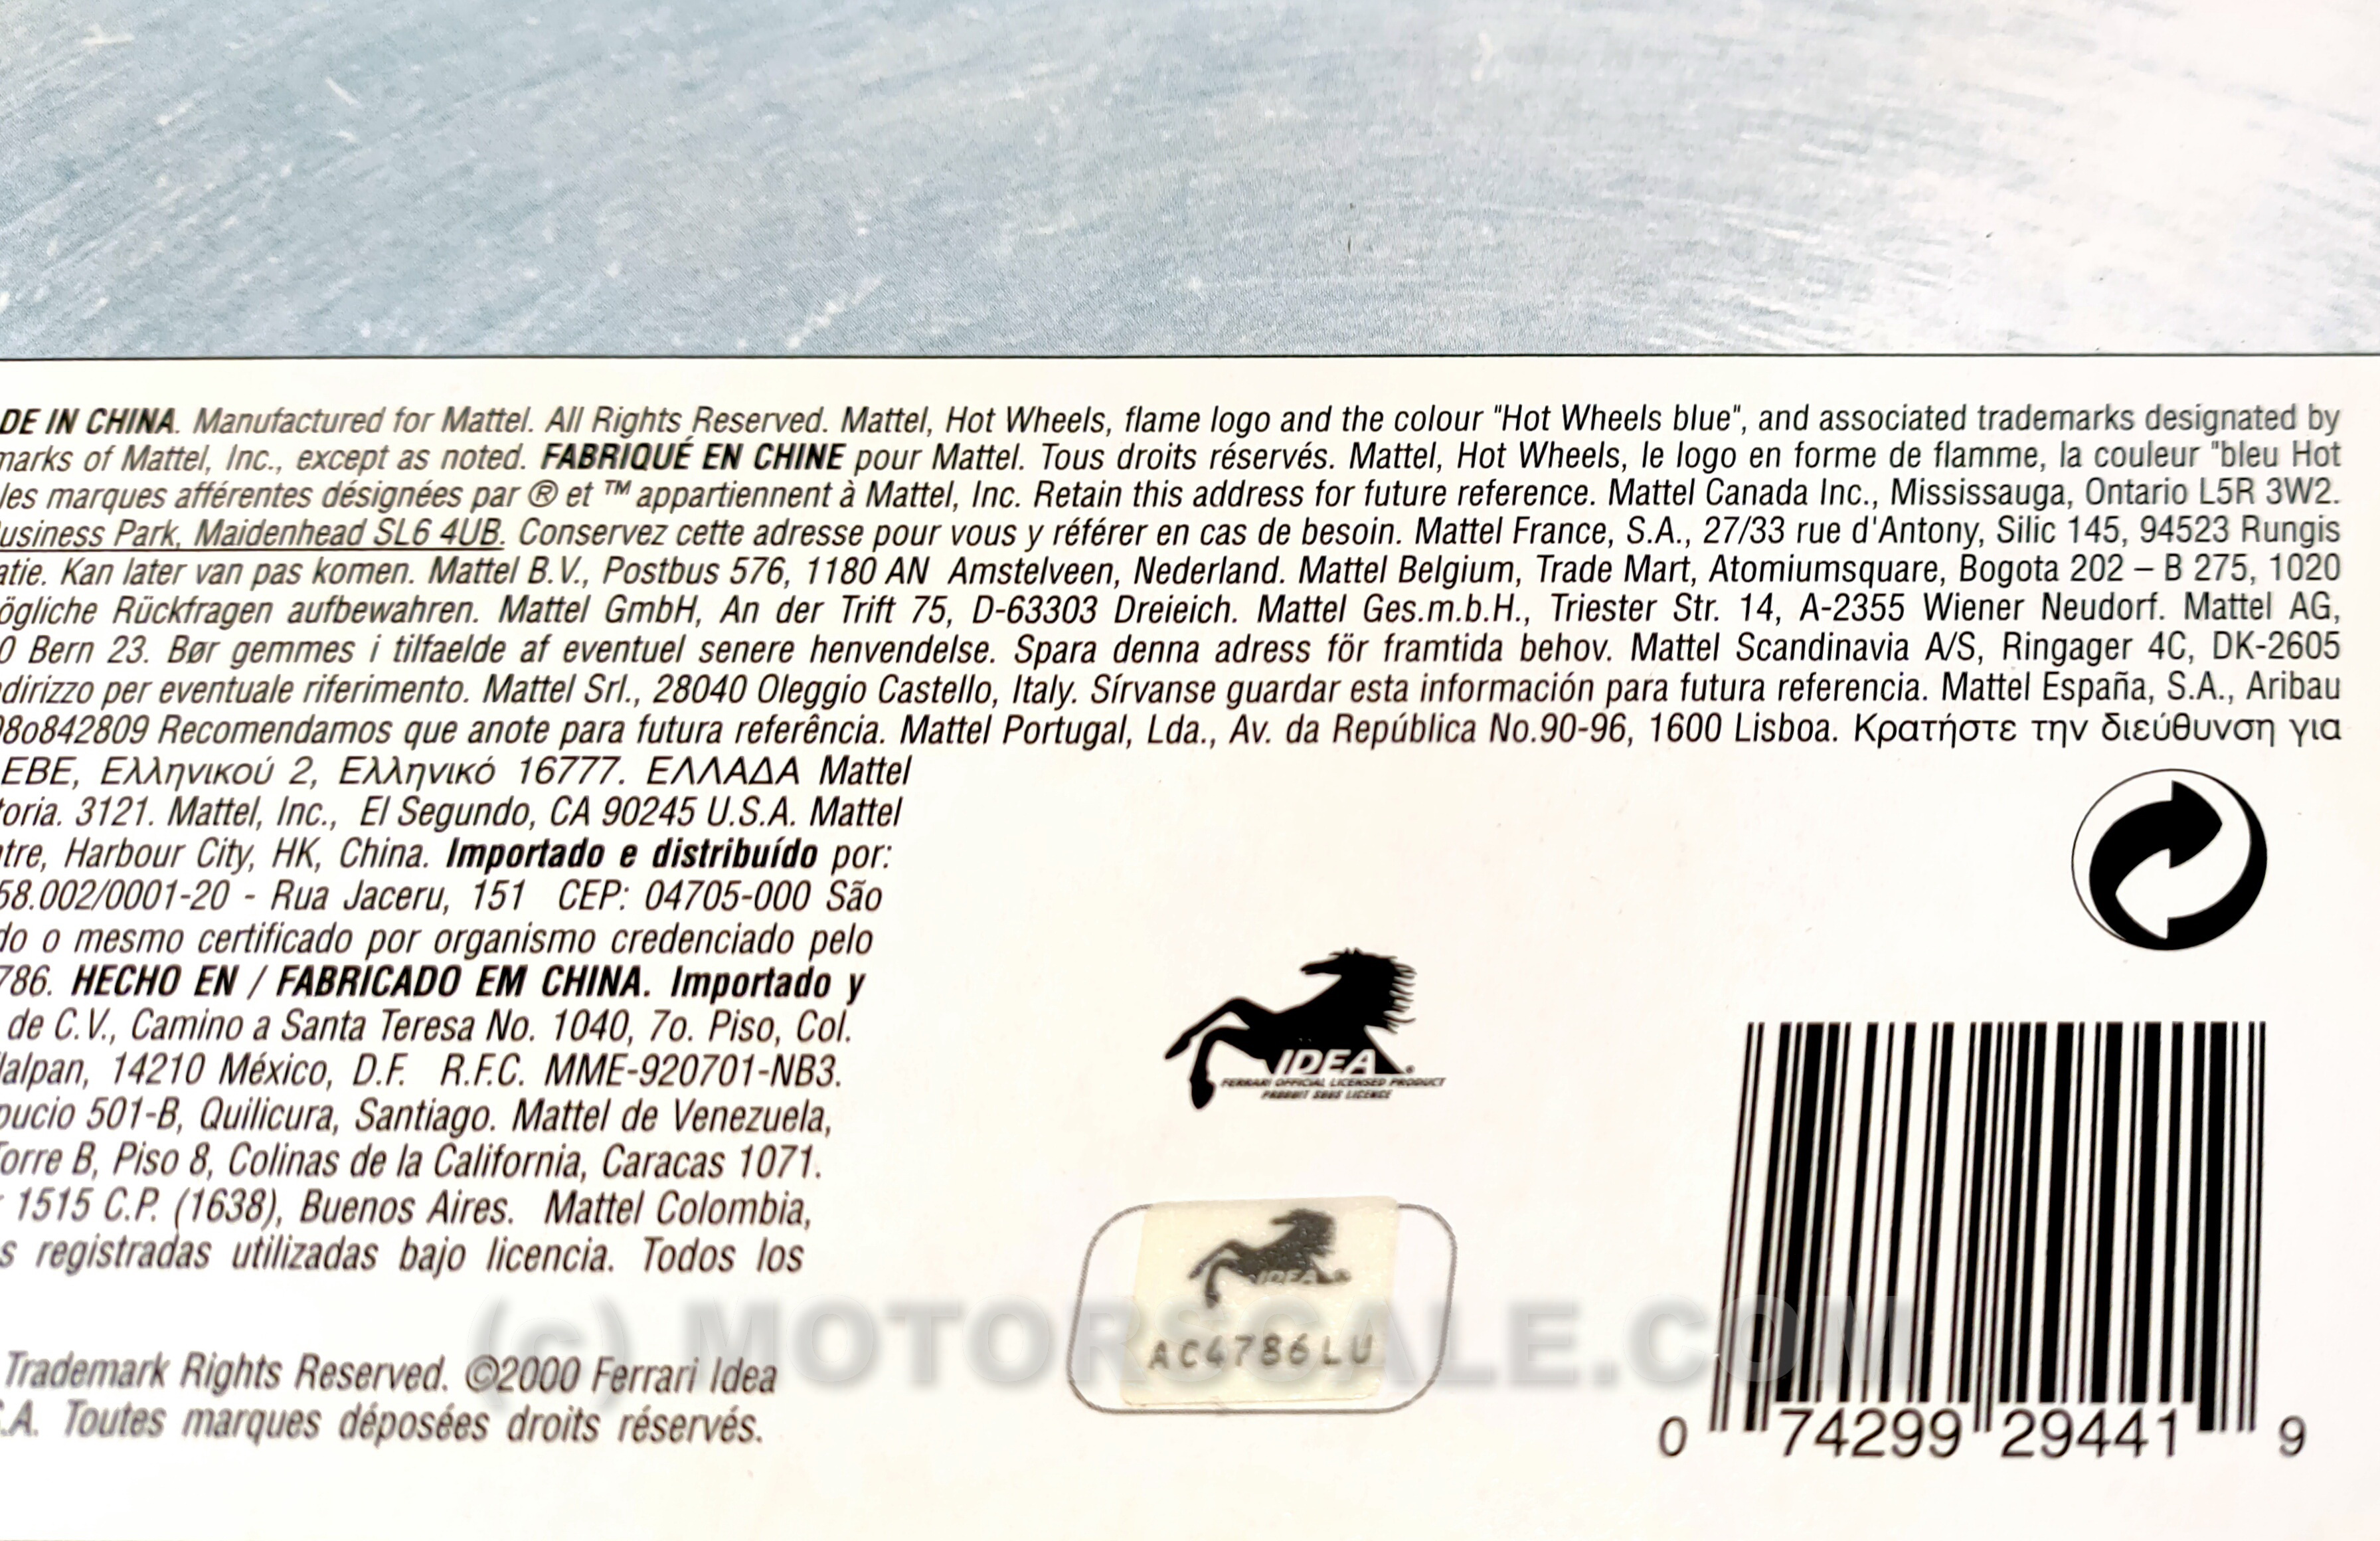 DE IN CHINA. Manufactured for Mattel. All Rights Reserved. Mattel, Hot Wheels, flame logo and the colour "Hot Wheels blue", and associated trademarks designated by
marks of Mattel, Inc., except as noted. FABRIQUÉ EN CHINE pour Mattel. Tous droits réservés. Mattel, Hot Wheels, le logo en forme de flamme, la couleur "bleu Hot
les marques afférentes désignées par ® et ™ appartiennent à Mattel, Inc. Retain this address for future reference. Mattel Canada Inc., Mississauga, Ontario L5R 3W2.
usiness Park, Maidenhead SL6 4UB. Conservez cette adresse pour vous y référer en cas de besoin. Mattel France, S.A., 27/33 rue d'Antony, Silic 145, 94523 Rungis
atie. Kan later van pas komen. Mattel B.V., Postbus 576, 1180 AN Amstelveen, Nederland. Mattel Belgium, Trade Mart, Atomiumsquare, Bogota 202 – B 275, 1020
ögliche Rückfragen aufbewahren. Mattel GmbH, An der Trift 75, D-63303 Dreieich. Mattel Ges.m.b.H., Triester Str. 14, A-2355 Wiener Neudorf. Mattel AG,
0 Bern 23. Bør gemmes i tilfaelde af eventuel senere henvendelse. Spara denna adress för framtida behov. Mattel Scandinavia A/S, Ringager 4C, DK-2605
dirizzo per eventuale riferimento. Mattel Srl., 28040 Oleggio Castello, Italy. Sírvanse guardar esta información para futura referencia. Mattel España, S.A., Aribau
08o842809 Recomendamos que anote para futura referência. Mattel Portugal, Lda., Av. da República No.90-96, 1600 Lisboa. Κρατήστε την διεύθυνση για
ΕΒΕ, Ελληνικού 2, Ελληνικό 16777. ΕΛΛΑΔΑ Mattel
toria. 3121. Mattel, Inc., El Segundo, CA 90245 U.S.A. Mattel
ntre, Harbour City, HK, China. Importado e distribuído por:
58.002/0001-20 - Rua Jaceru, 151 CEP: 04705-000 São
do o mesmo certificado por organismo credenciado pelo
786. HECHO EN / FABRICADO EM CHINA. Importado y
de C.V., Camino a Santa Teresa No. 1040, 7o. Piso, Col.
lalpan, 14210 México, D.F. R.F.C. MME-920701-NB3.
pucio 501-B, Quilicura, Santiago. Mattel de Venezuela,
Torre B, Piso 8, Colinas de la California, Caracas 1071.
1515 C.P. (1638), Buenos Aires. Mattel Colombia,
s registradas utilizadas bajo licencia. Todos los
Trademark Rights Reserved. ©2000 Ferrari Idea
.A. Toutes marques déposées droits réservés.
IDEA ®
FERRARI OFFICIAL LICENSED PRODUCT
PRODUIT SOUS LICENCE
IDEA ®
AC4786LU
(c) MOTORSCALE.COM
0 74299 29441 9